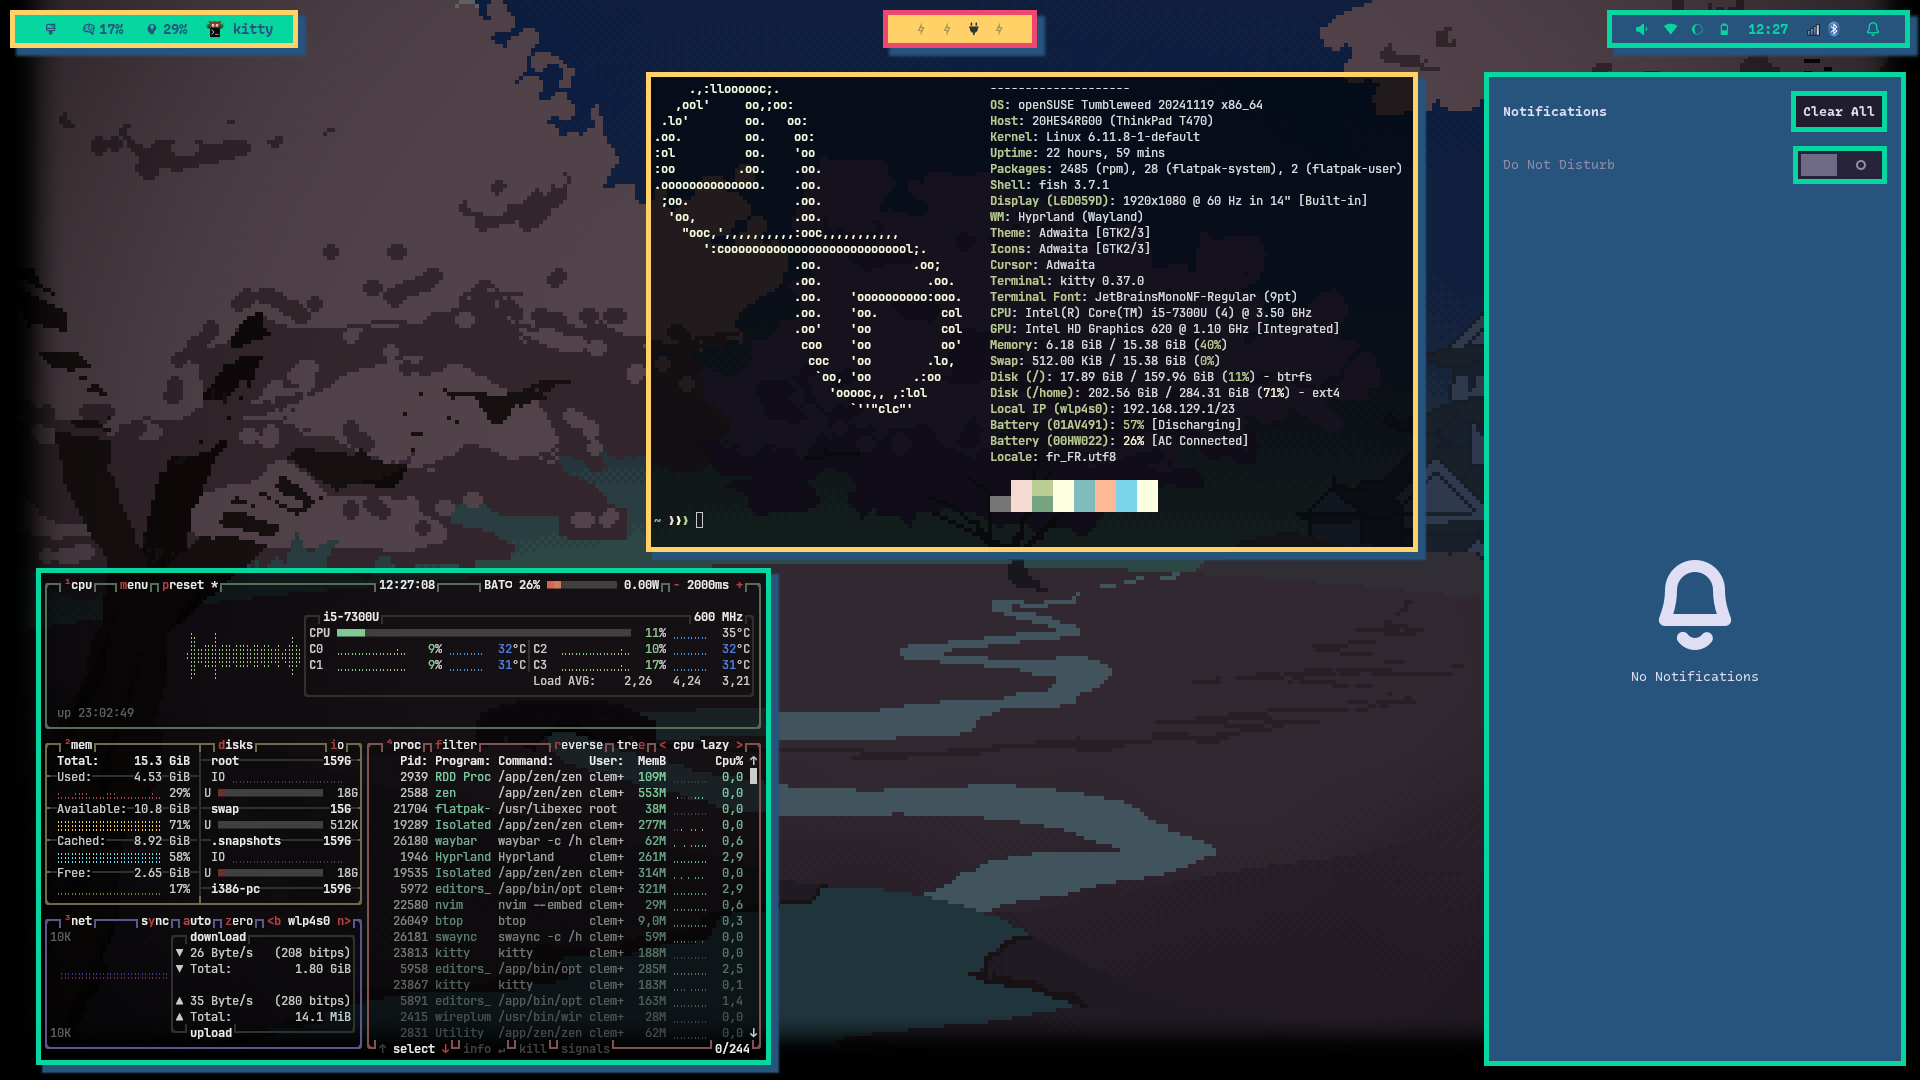 17% 29% kitty
12:27
--------------------
OS: openSUSE Tumbleweed 20241119 x86_64
Host: 20HES4RG00 (ThinkPad T470)
Kernel: Linux 6.11.8-1-default
Uptime: 22 hours, 59 mins
Packages: 2485 (rpm), 28 (flatpak-system), 2 (flatpak-user)
Shell: fish 3.7.1
Display (LGD059D): 1920x1080 @ 60 Hz in 14" [Built-in]
WM: Hyprland (Wayland)
Theme: Adwaita [GTK2/3]
Icons: Adwaita [GTK2/3]
Cursor: Adwaita
Terminal: kitty 0.37.0
Terminal Font: JetBrainsMonoNF-Regular (9pt)
CPU: Intel(R) Core(TM) i5-7300U (4) @ 3.50 GHz
GPU: Intel HD Graphics 620 @ 1.10 GHz [Integrated]
Memory: 6.18 GiB / 15.38 GiB (40%)
Swap: 512.00 KiB / 15.38 GiB (0%)
Disk (/): 17.89 GiB / 159.96 GiB (11%) - btrfs
Disk (/home): 202.56 GiB / 284.31 GiB (71%) - ext4
Local IP (wlp4s0): 192.168.129.1/23
Battery (01AV491): 57% [Discharging]
Battery (00HW022): 26% [AC Connected]
Locale: fr_FR.utf8
~ ❯❯❯
Notifications
Clear All
Do Not Disturb
No Notifications
¹cpu menu preset * 12:27:08 BAT 26% 0.00W - 2000ms +
i5-7300U 600 MHz
CPU 11% 35°C
C0 9% 32°C C2 10% 32°C
C1 9% 31°C C3 17% 31°C
Load AVG: 2,26 4,24 3,21
up 23:02:49
²mem disks io
Total: 15.3 GiB root 159G
Used: 4.53 GiB IO
29% U 18G
Available: 10.8 GiB swap 15G
71% U 512K
Cached: 8.92 GiB .snapshots 159G
58% IO
Free: 2.65 GiB U 18G
17% i386-pc 159G
³net sync auto zero <b wlp4s0 n>
10K download
▼ 26 Byte/s (208 bitps)
▼ Total: 1.80 GiB
▲ 35 Byte/s (280 bitps)
▲ Total: 14.1 MiB
10K upload
⁴proc filter reverse tree < cpu lazy >
Pid: Program: Command: User: MemB Cpu% ↑
2939 RDD Proc /app/zen/zen clem+ 109M 0,0
2588 zen /app/zen/zen clem+ 553M 0,0
21704 flatpak- /usr/libexec root 38M 0,0
19289 Isolated /app/zen/zen clem+ 277M 0,0
26180 waybar waybar -c /h clem+ 62M 0,6
1946 Hyprland Hyprland clem+ 261M 2,9
19535 Isolated /app/zen/zen clem+ 314M 0,0
5972 editors_ /app/bin/opt clem+ 321M 2,9
22580 nvim nvim --embed clem+ 29M 0,6
26049 btop btop clem+ 9,0M 0,3
26181 swaync swaync -c /h clem+ 59M 0,0
23813 kitty kitty clem+ 188M 0,0
5958 editors_ /app/bin/opt clem+ 285M 2,5
23867 kitty kitty clem+ 183M 0,1
5891 editors_ /app/bin/opt clem+ 163M 1,4
2415 wireplum /usr/bin/wir clem+ 28M 0,0
2831 Utility /app/zen/zen clem+ 62M 0,0 ↓
↑ select ↓ info ↵ kill signals 0/244